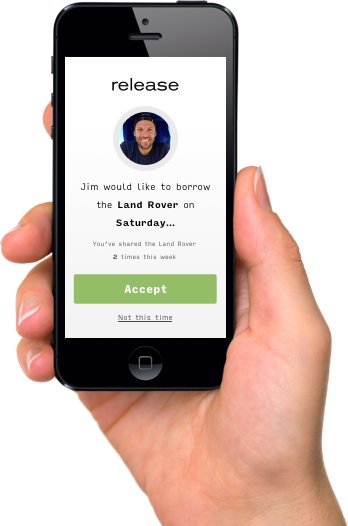 release
Jim would like to borrow
the Land Rover on
Saturday...
You've shared the Land Rover
2 times this week
Accept
Not this time